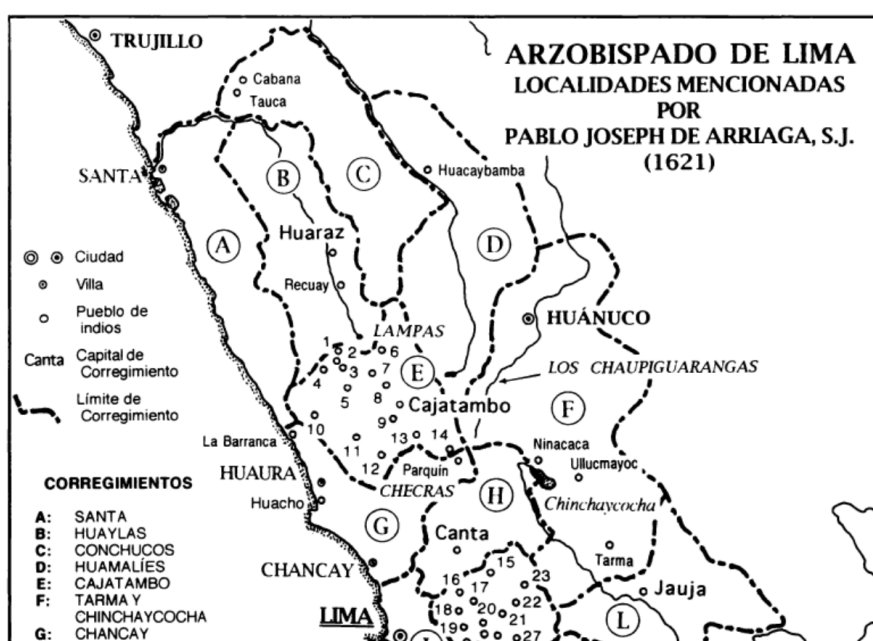 ARZOBISPADO DE LIMA
LOCALIDADES MENCIONADAS
POR
PABLO JOSEPH DE ARRIAGA, S.J.
(1621)
TRUJILLO
Cabana
Tauca
SANTA
B
C
Huacaybamba
A
Huaraz
D
Recuay
Ciudad
Villa
Pueblo de
indios
Canta Capital de
Corregimiento
Límite de
Corregimiento
HUÁNUCO
LAMPAS
LOS CHAUPIGUARANGAS
1
2
6
3
7
4
E
5
8
Cajatambo
F
10
9
La Barranca
11
13
14
12
Parquín
Ninacaca
Ullucmayoc
HUAURA
CHECRAS
H
Chinchaycocha
Huacho
G
Canta
Tarma
CHANCAY
15
16
17
23
Jauja
18
20
22
21
L
19
27
LIMA
I
CORREGIMIENTOS
A: SANTA
B: HUAYLAS
C: CONCHUCOS
D: HUAMALÍES
E: CAJATAMBO
F: TARMA Y
CHINCHAYCOCHA
G: CHANCAY